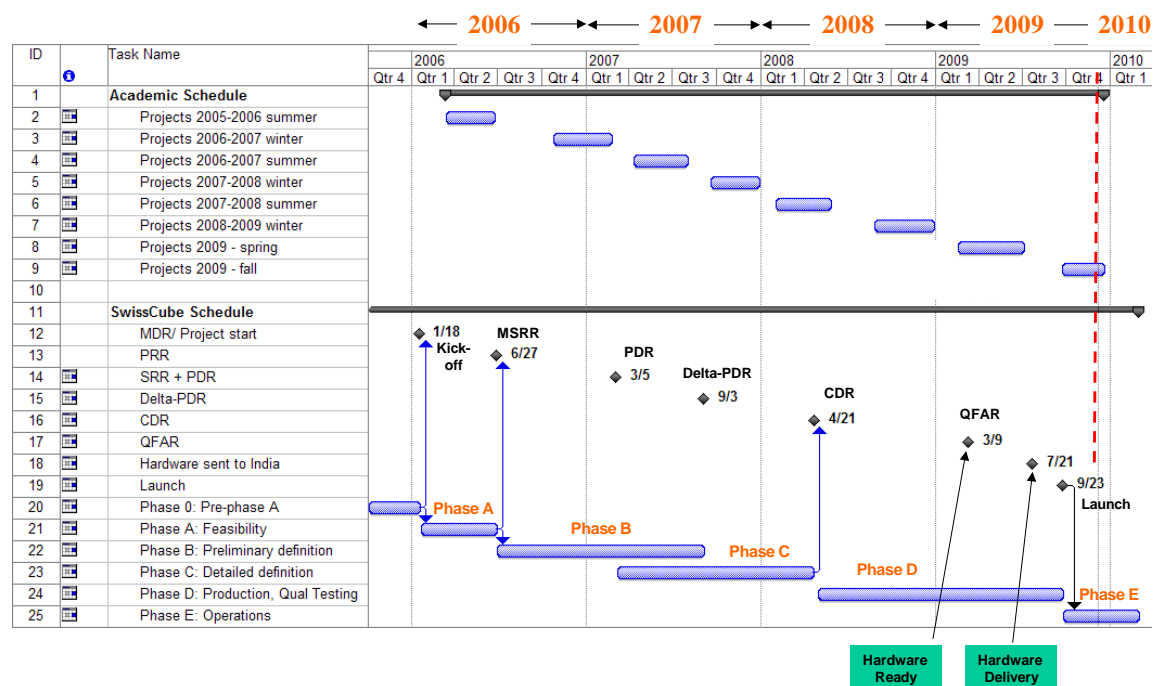 2006 2007 2008 2009 2010
ID Task Name 2006 2007 2008 2009 2010
Qtr 4 Qtr 1 Qtr 2 Qtr 3 Qtr 4 Qtr 1 Qtr 2 Qtr 3 Qtr 4 Qtr 1 Qtr 2 Qtr 3 Qtr 4 Qtr 1 Qtr 2 Qtr 3 Qtr 4 Qtr 1
1 Academic Schedule
2 Projects 2005-2006 summer
3 Projects 2006-2007 winter
4 Projects 2006-2007 summer
5 Projects 2007-2008 winter
6 Projects 2007-2008 summer
7 Projects 2008-2009 winter
8 Projects 2009 - spring
9 Projects 2009 - fall
10
11 SwissCube Schedule
12 MDR/ Project start 1/18 Kick-off MSRR
13 PRR 6/27 PDR
14 SRR + PDR 3/5 Delta-PDR
15 Delta-PDR 9/3 CDR
16 CDR 4/21 QFAR
17 QFAR 3/9
18 Hardware sent to India 7/21
19 Launch 9/23 Launch
20 Phase 0: Pre-phase A Phase A
21 Phase A: Feasibility Phase B
22 Phase B: Preliminary definition Phase C
23 Phase C: Detailed definition Phase D
24 Phase D: Production, Qual Testing Phase E
25 Phase E: Operations
Hardware Ready
Hardware Delivery